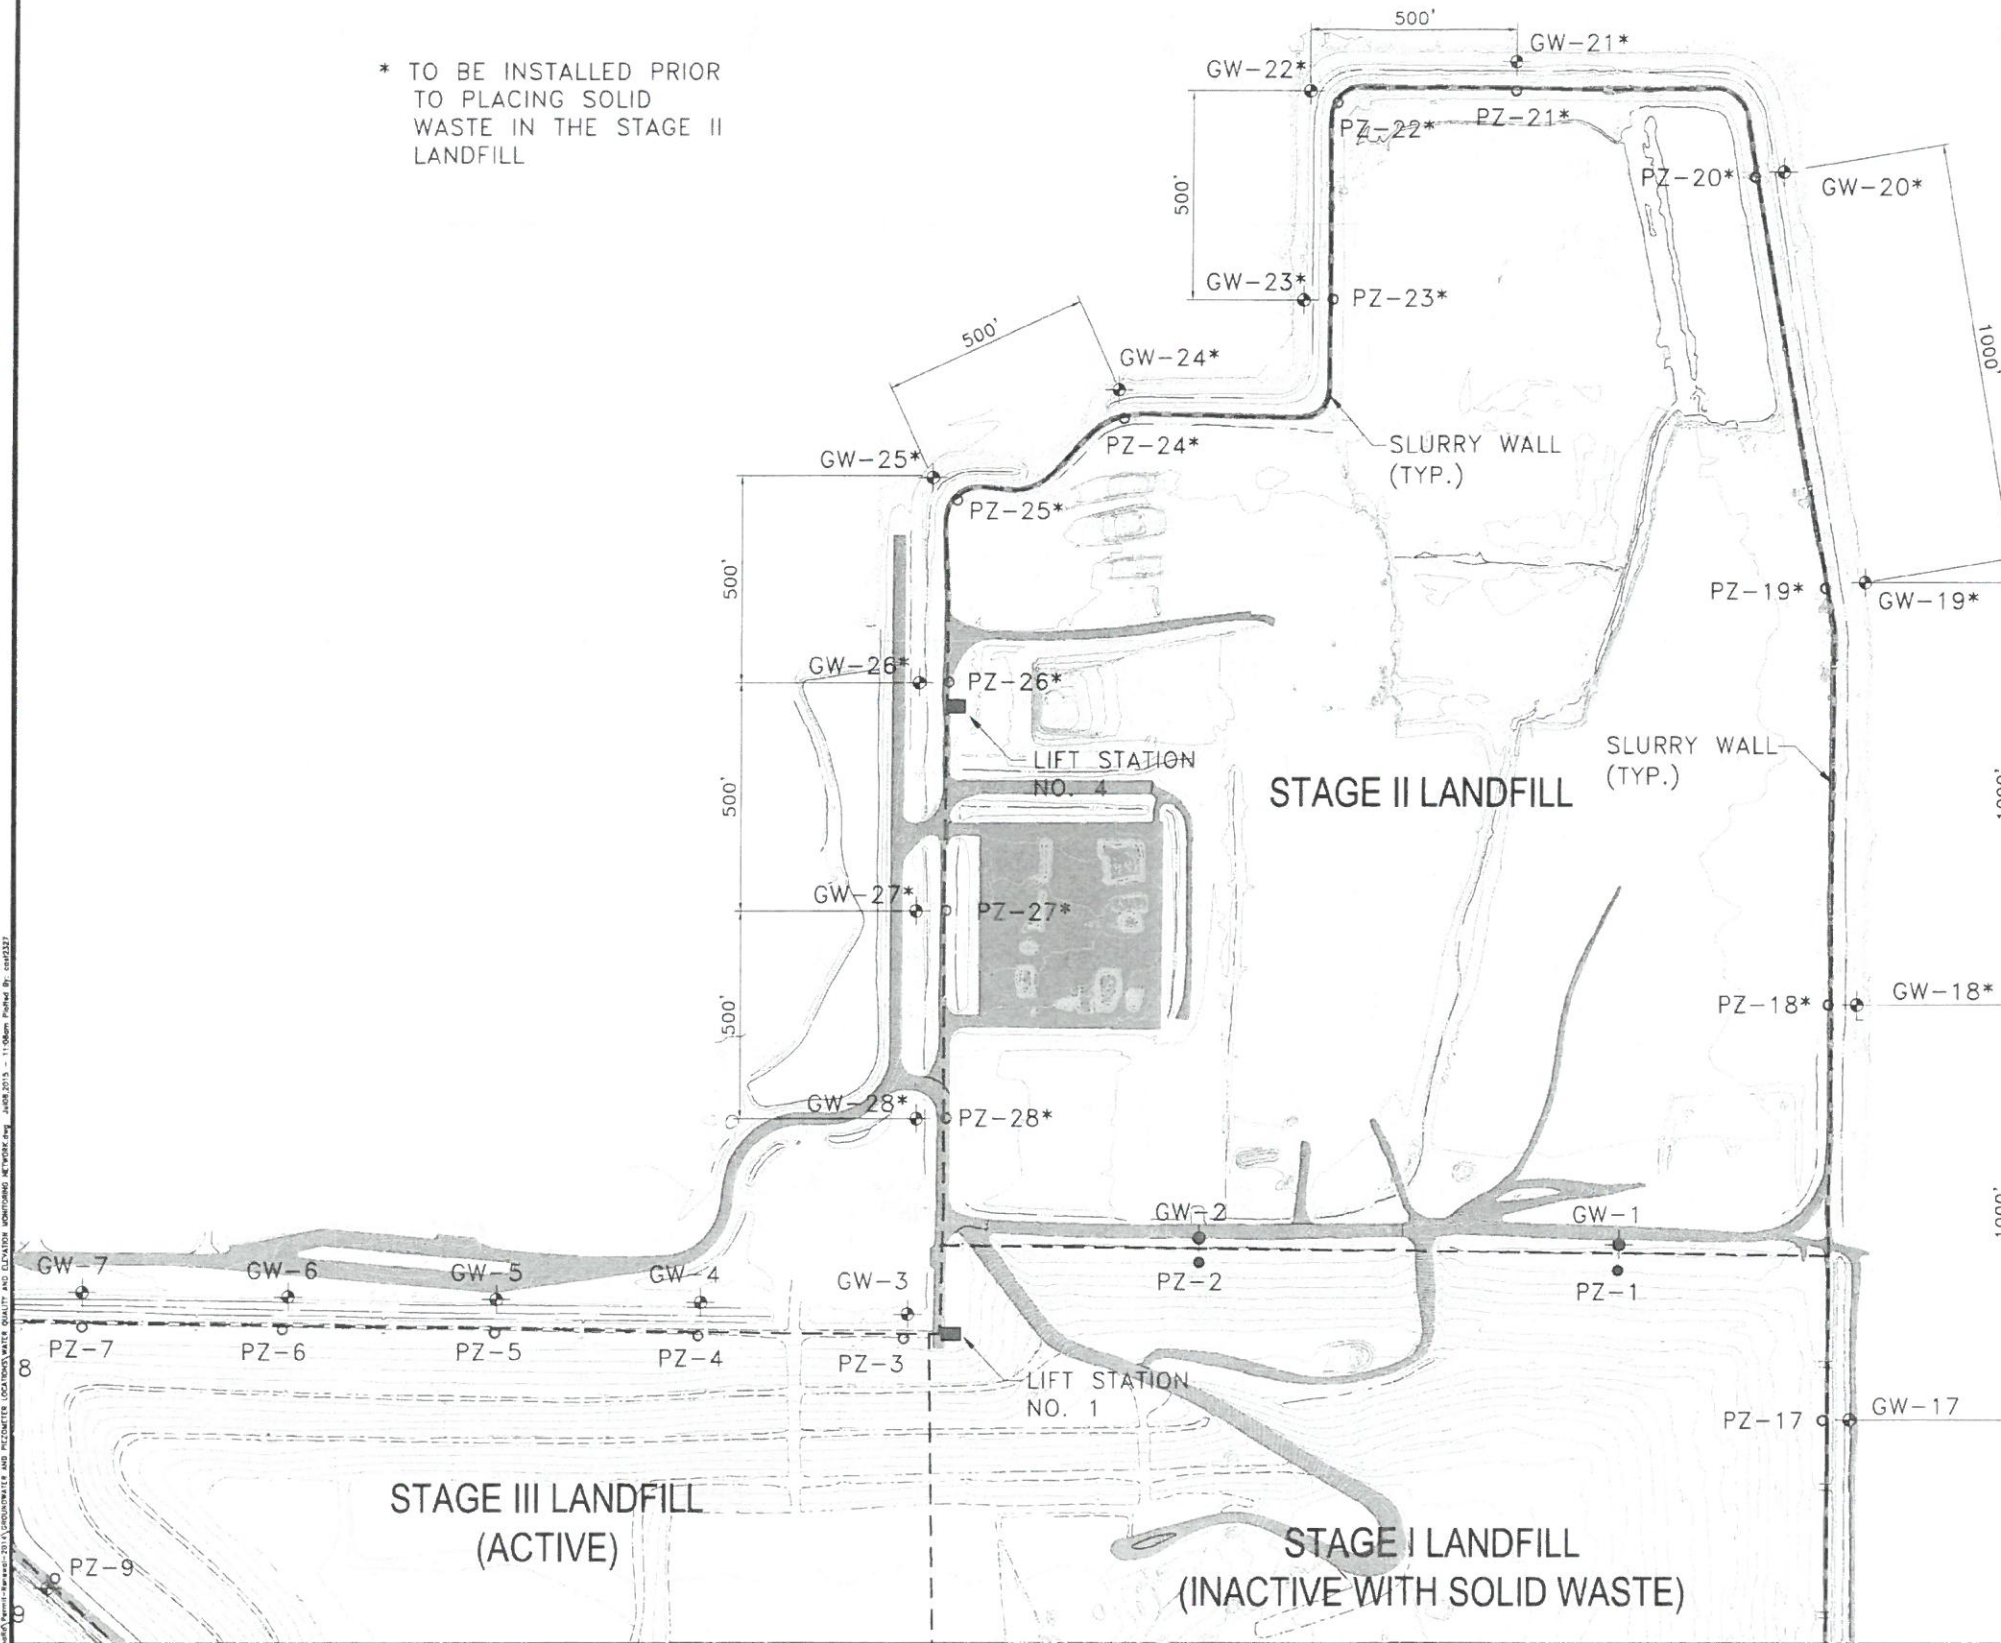 * TO BE INSTALLED PRIOR
TO PLACING SOLID
WASTE IN THE STAGE II
LANDFILL
500'
GW-21*
GW-22*
PZ-22*
PZ-21*
PZ-20*
GW-20*
500'
GW-23*
PZ-23*
1000'
500'
GW-24*
PZ-24*
SLURRY WALL
(TYP.)
GW-25*
PZ-25*
500'
PZ-19*
GW-19*
GW-26*
PZ-26*
LIFT STATION
NO. 4
SLURRY WALL
(TYP.)
STAGE II LANDFILL
500'
1000'
GW-27*
PZ-27*
500'
PZ-18*
GW-18*
GW-28*
PZ-28*
GW-2
GW-1
1000'
PZ-2
PZ-1
GW-7
GW-6
GW-5
GW-4
GW-3
PZ-7
PZ-6
PZ-5
PZ-4
PZ-3
8
LIFT STATION
NO. 1
PZ-17
GW-17
STAGE III LANDFILL
(ACTIVE)
STAGE I LANDFILL
(INACTIVE WITH SOLID WASTE)
PZ-9
9